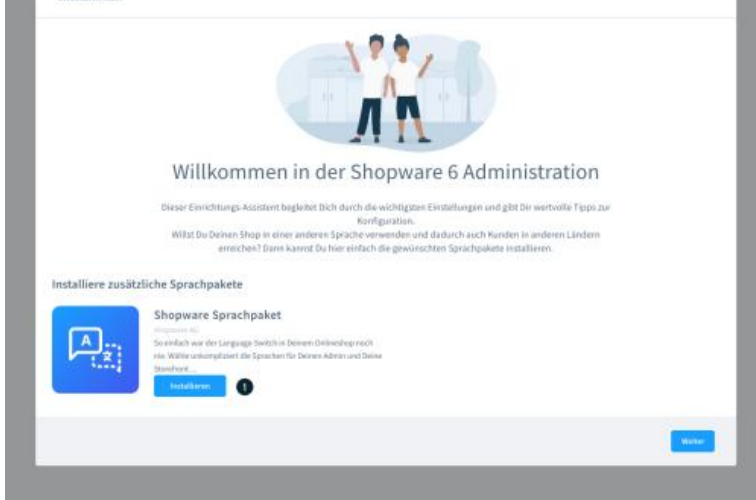 Willkommen in der Shopware 6 Administration
Dieser Einrichtungs-Assistent begleitet Dich durch die wichtigsten Einstellungen und gibt Dir wertvolle Tipps zur
Konfiguration.
Willst Du Deinen Shop in einer anderen Sprache verwenden und dadurch auch Kunden in anderen Ländern
erreichen? Dann kannst Du hier einfach die gewünschten Sprachpakete installieren.
Installiere zusätzliche Sprachpakete
Shopware Sprachpaket
shopware AG
So einfach war der Language-Switch in Deinem Onlineshop noch
nie. Wähle unkompliziert die Sprachen für Deinen Admin und Deine
Storefront ...
A
文
Installieren
1
Weiter